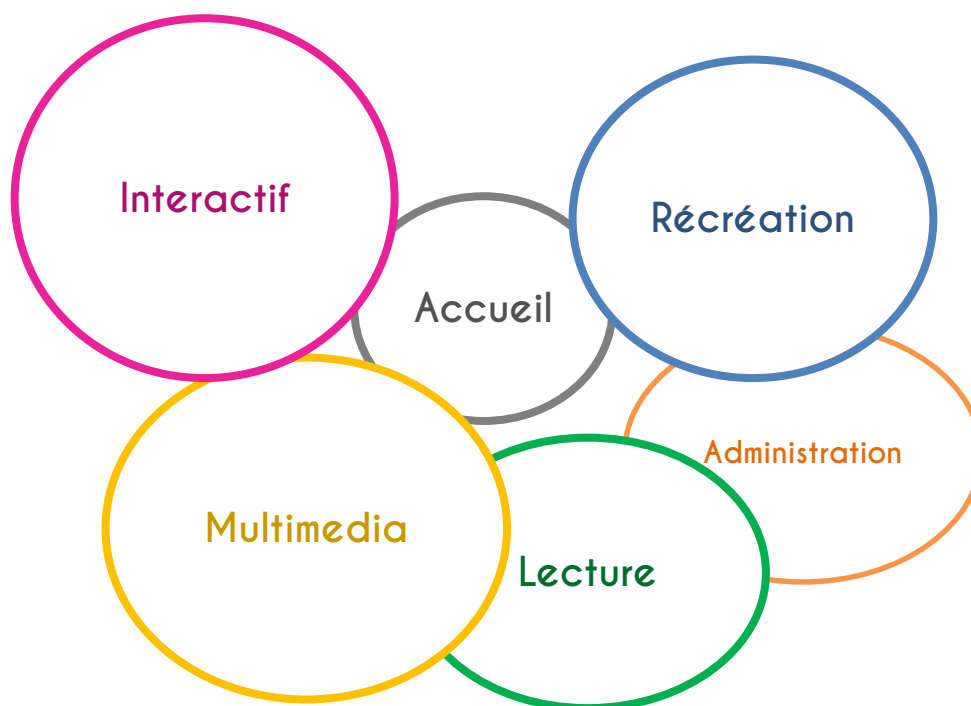 Interactif
Récréation
Accueil
Administration
Multimedia
Lecture